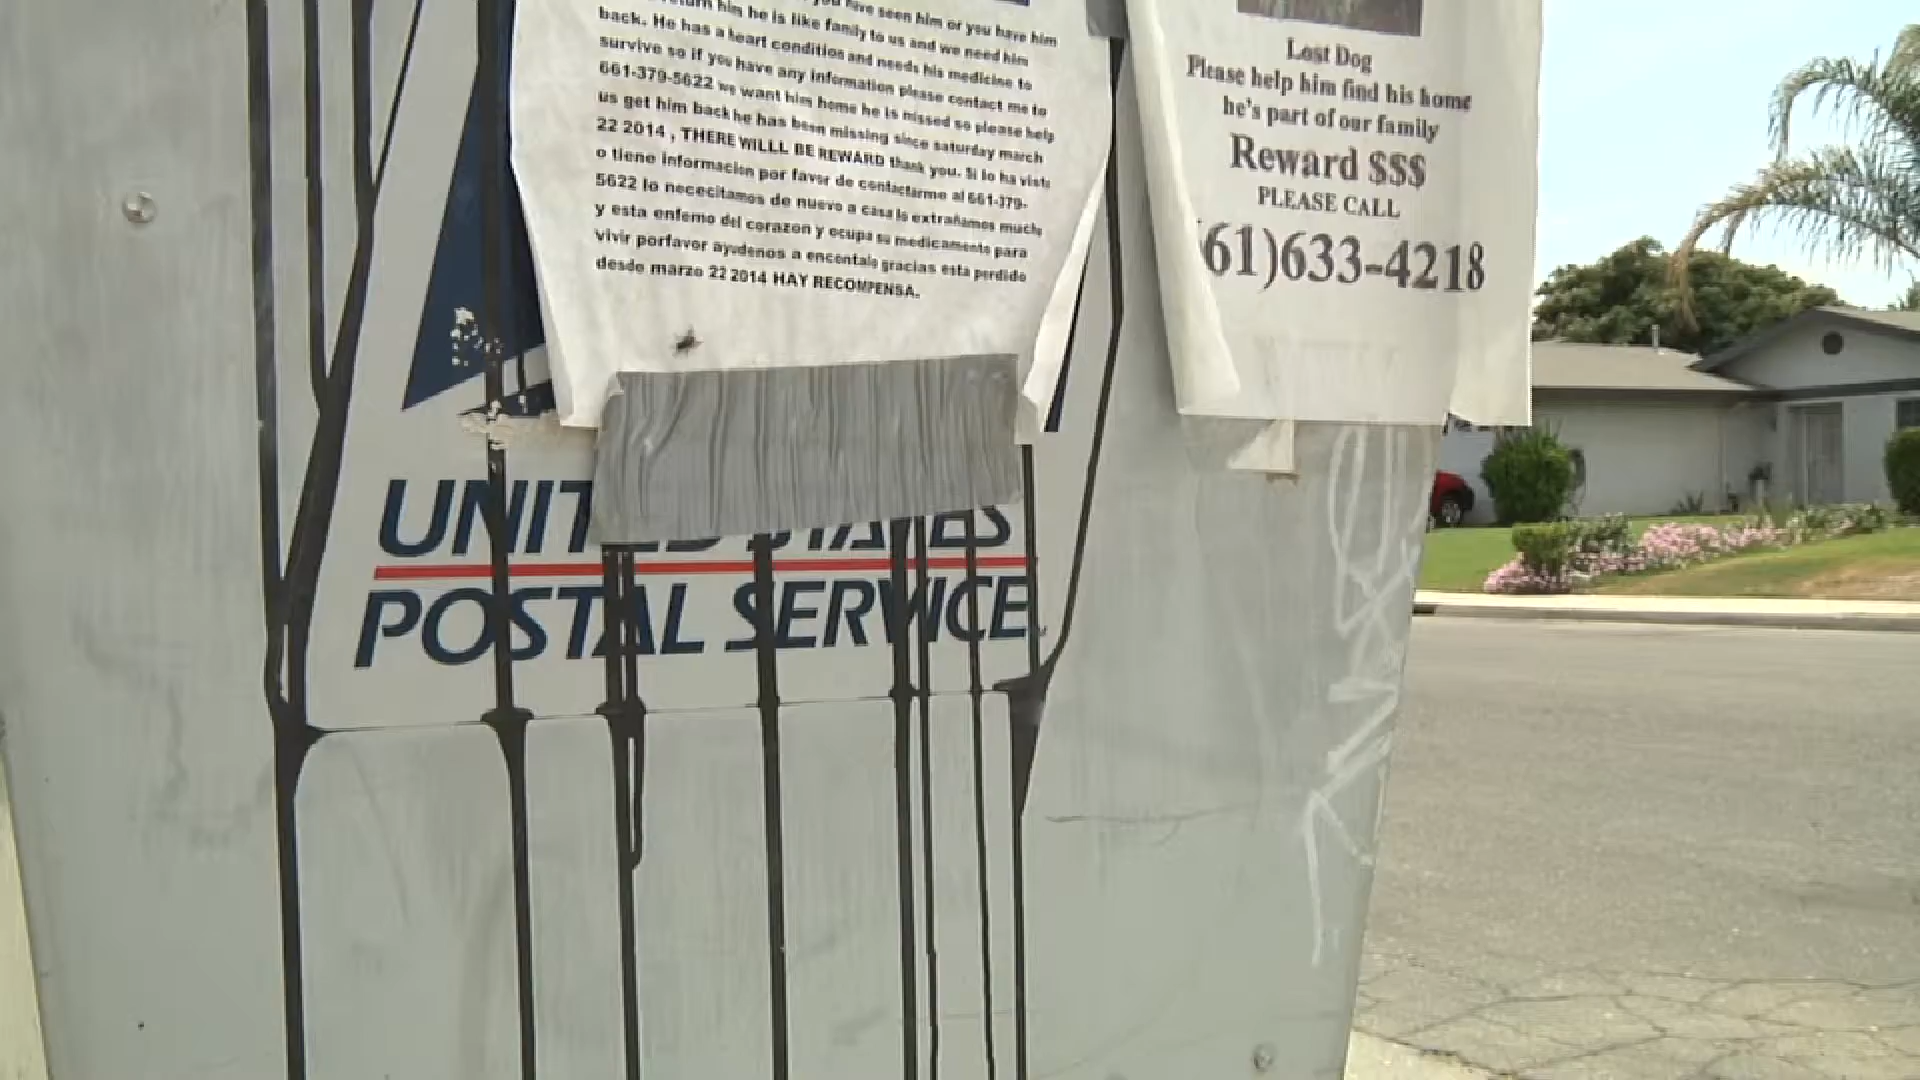 you have seen him or you have him
return him he is like family to us and we need him
back. He has a heart condition and needs his medicine to
survive so if you have any information please contact me to
661-379-5622 we want him home he is missed so please help
us get him back he has been missing since saturday march
22 2014 , THERE WILLL BE REWARD thank you. Si lo ha visto
o tiene informacion por favor de contactarme al 661-379-
5622 lo nececitamos de nuevo a casa lo extrañamos mucho
y esta enfemo del corazon y ocupa su medicamento para
vivir porfavor ayudenos a encontralo gracias esta perdido
desde marzo 22 2014 HAY RECOMPENSA.
Lost Dog
Please help him find his home
he's part of our family
Reward $$$
PLEASE CALL
61)633-4218
UNITED STATES
POSTAL SERVICE